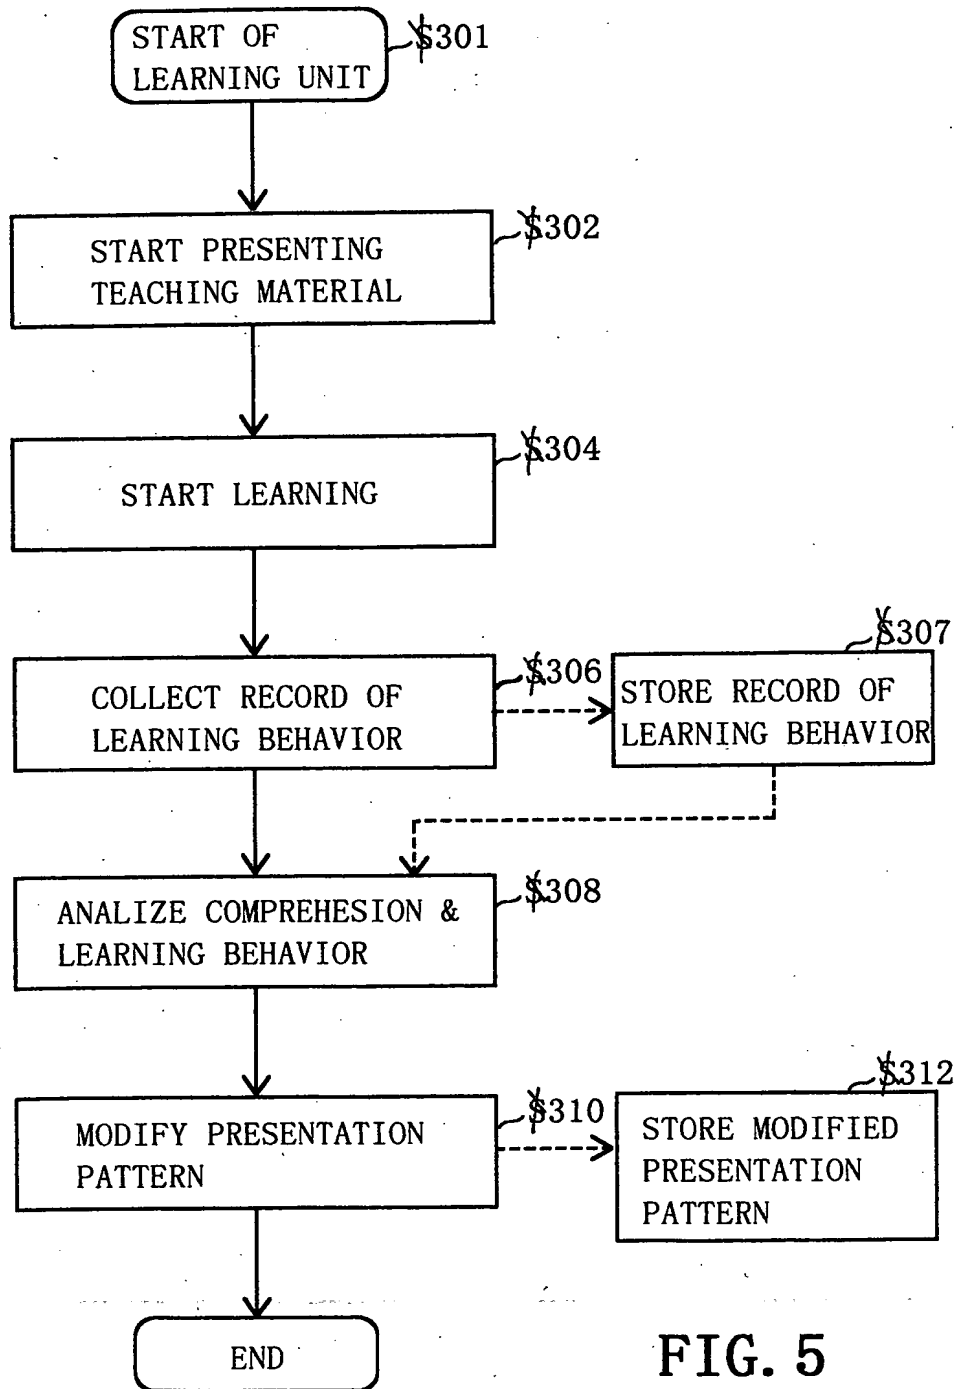 START OF
LEARNING UNIT
S301
START PRESENTING
TEACHING MATERIAL
S302
START LEARNING
S304
COLLECT RECORD OF
LEARNING BEHAVIOR
S306
STORE RECORD OF
LEARNING BEHAVIOR
S307
ANALIZE COMPREHESION &
LEARNING BEHAVIOR
S308
MODIFY PRESENTATION
PATTERN
S310
STORE MODIFIED
PRESENTATION
PATTERN
S312
END
FIG. 5